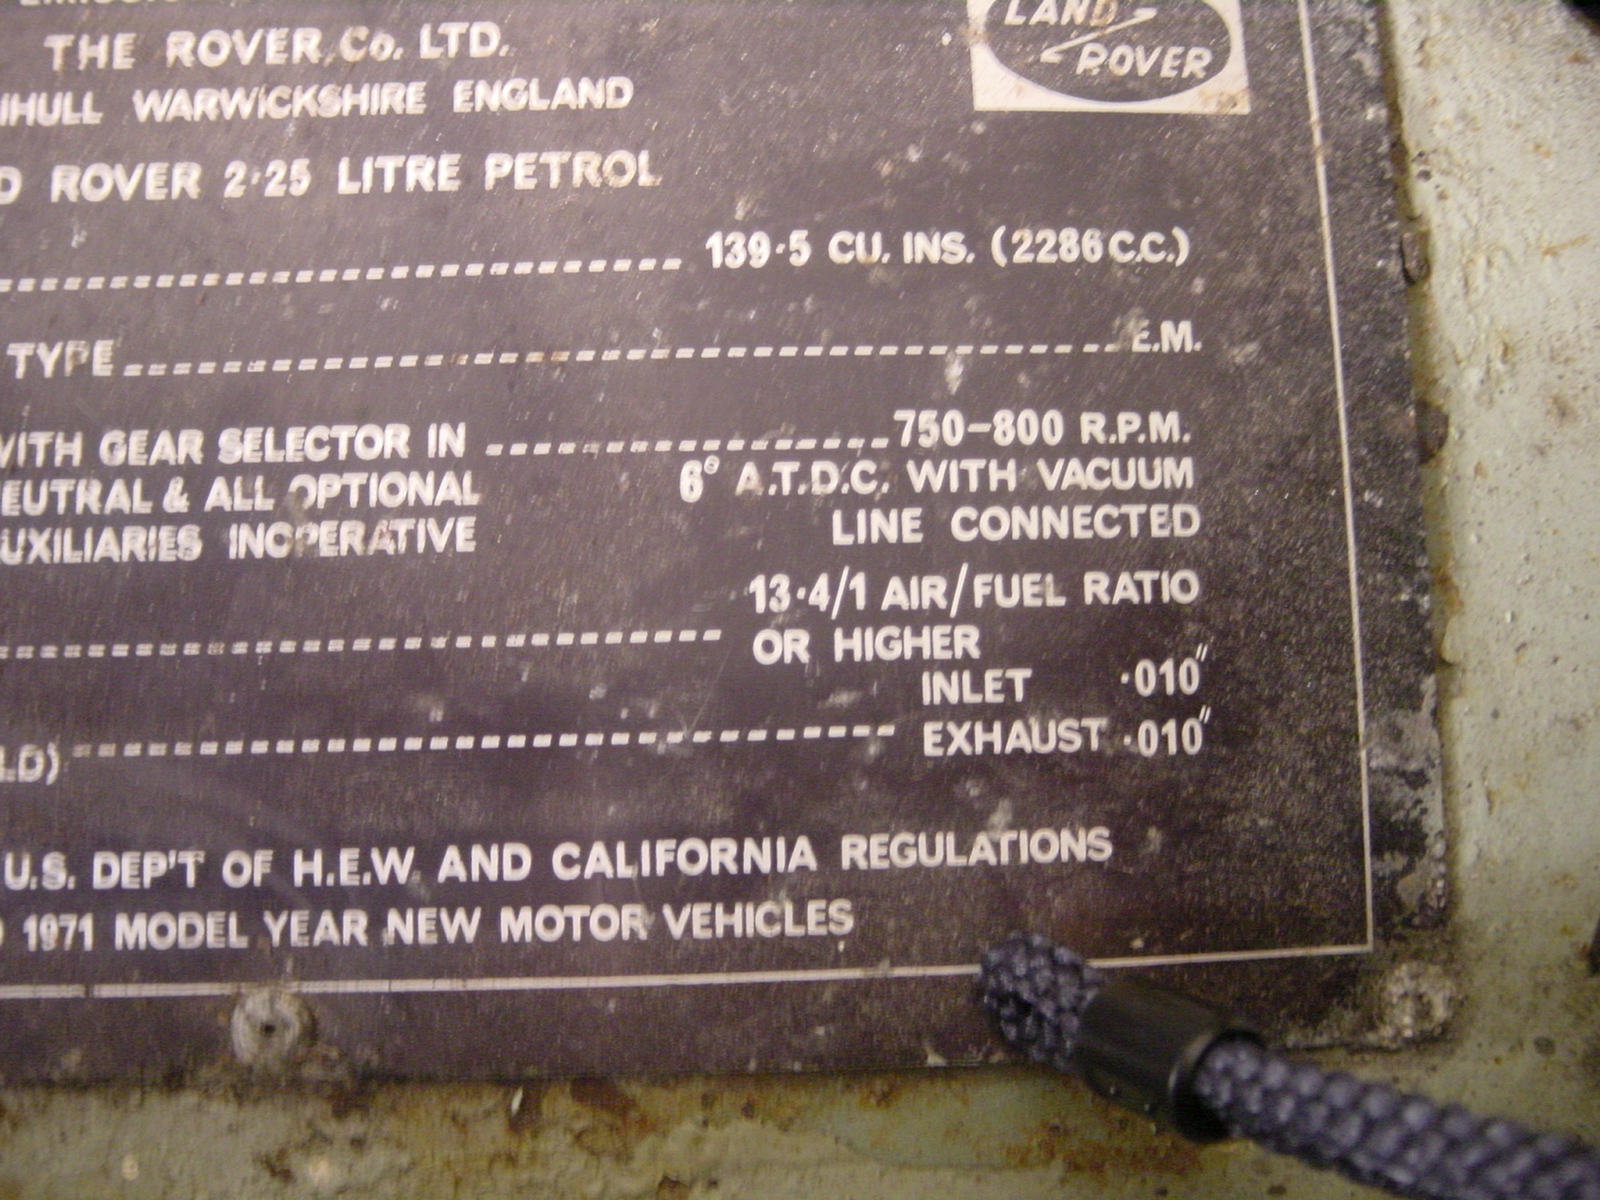 THE ROVER Co. LTD.
LAND
ROVER
IHULL WARWICKSHIRE ENGLAND
D ROVER 2·25 LITRE PETROL
139·5 CU. INS. (2286 C.C.)
TYPE E.M.
WITH GEAR SELECTOR IN 750-800 R.P.M.
EUTRAL & ALL OPTIONAL 6° A.T.D.C. WITH VACUUM
UXILIARIES INOPERATIVE LINE CONNECTED
13·4/1 AIR/FUEL RATIO
OR HIGHER
INLET ·010"
LD) EXHAUST ·010"
U.S. DEP'T OF H.E.W. AND CALIFORNIA REGULATIONS
1971 MODEL YEAR NEW MOTOR VEHICLES